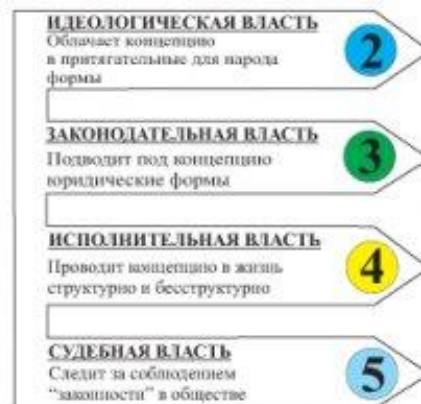 ИДЕОЛОГИЧЕСКАЯ ВЛАСТЬ
Облачает концепцию
в притягательные для народа
формы
2
ЗАКОНОДАТЕЛЬНАЯ ВЛАСТЬ
Подводит под концепцию
юридические формы
3
ИСПОЛНИТЕЛЬНАЯ ВЛАСТЬ
Проводит концепцию в жизнь
структурно и бесструктурно
4
СУДЕБНАЯ ВЛАСТЬ
Следит за соблюдением
"законности" в обществе
5